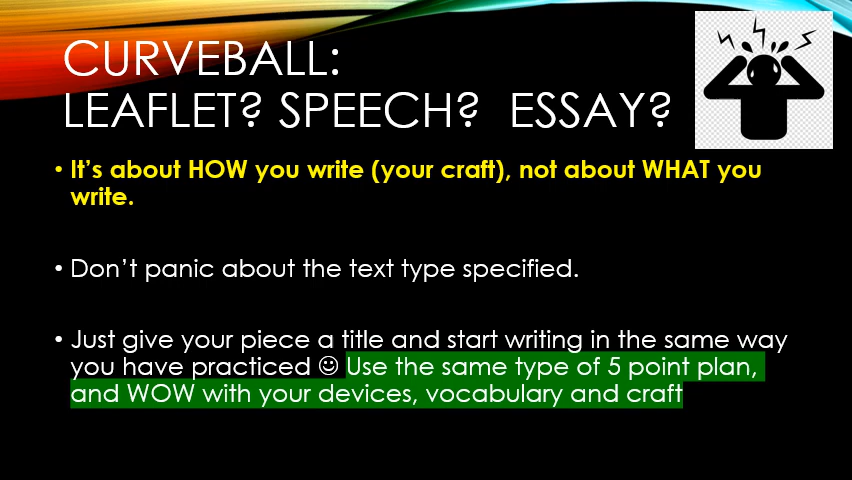 CURVEBALL:
LEAFLET? SPEECH? ESSAY?
• It’s about HOW you write (your craft), not about WHAT you
write.
• Don’t panic about the text type specified.
• Just give your piece a title and start writing in the same way
you have practiced ☺ Use the same type of 5 point plan,
and WOW with your devices, vocabulary and craft